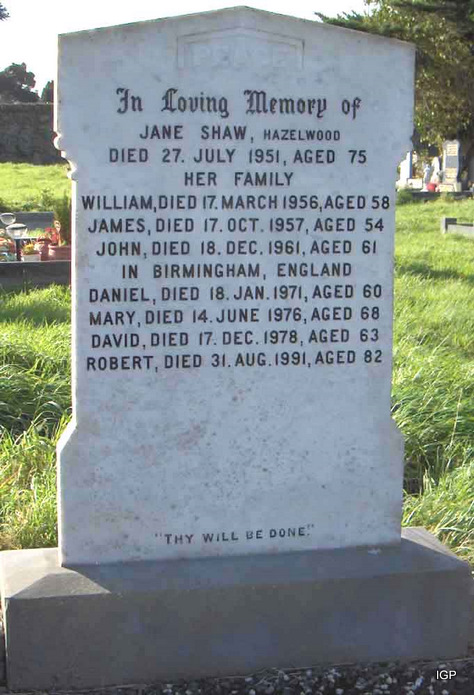 PEACE
In Loving Memory of
JANE SHAW, HAZELWOOD
DIED 27. JULY 1951, AGED 75
HER FAMILY
WILLIAM, DIED 17. MARCH 1956, AGED 58
JAMES, DIED 17. OCT. 1957, AGED 54
JOHN, DIED 18. DEC. 1961, AGED 61
IN BIRMINGHAM, ENGLAND
DANIEL, DIED 18. JAN. 1971, AGED 60
MARY, DIED 14. JUNE 1976, AGED 68
DAVID, DIED 17. DEC. 1978, AGED 63
ROBERT, DIED 31. AUG. 1991, AGED 82
"THY WILL BE DONE."
IGP